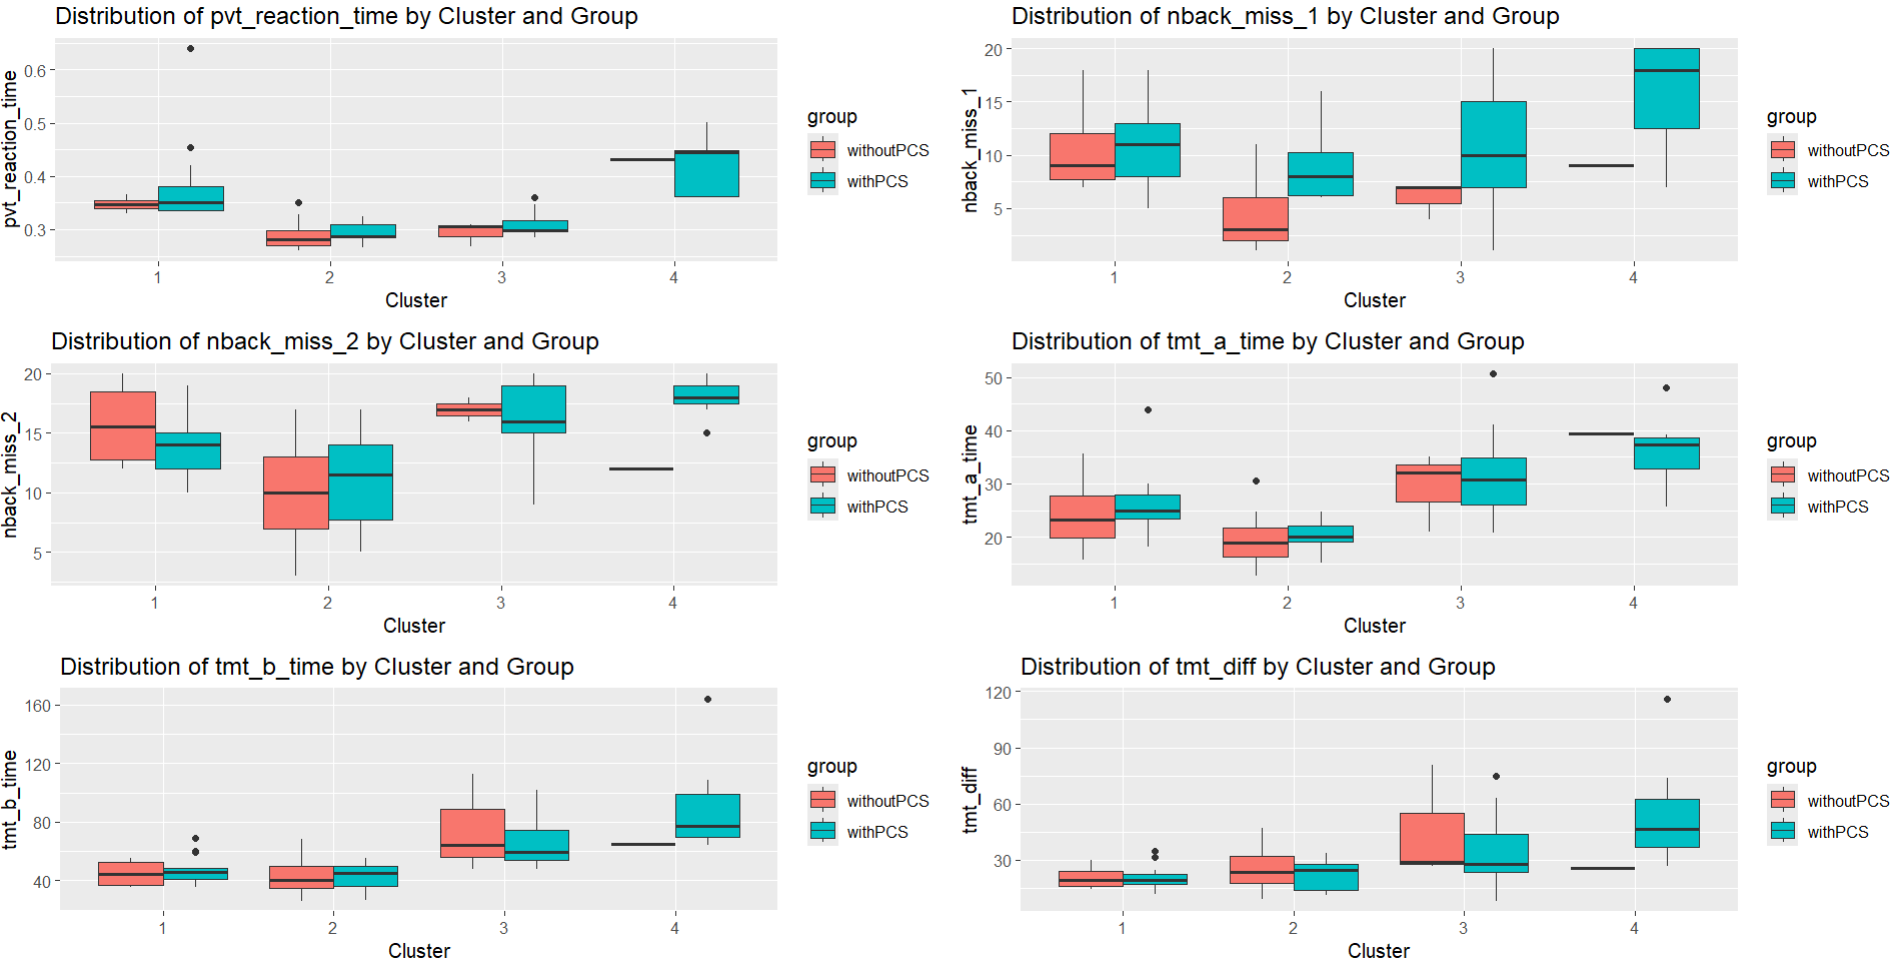 Distribution of pvt_reaction_time by Cluster and Group
pvt_reaction_time
0.6
0.5
0.4
0.3
1 2 3 4
Cluster
group
withoutPCS
withPCS
Distribution of nback_miss_1 by Cluster and Group
nback_miss_1
20
15
10
5
1 2 3 4
Cluster
group
withoutPCS
withPCS
Distribution of nback_miss_2 by Cluster and Group
nback_miss_2
20
15
10
5
1 2 3 4
Cluster
group
withoutPCS
withPCS
Distribution of tmt_a_time by Cluster and Group
tmt_a_time
50
40
30
20
1 2 3 4
Cluster
group
withoutPCS
withPCS
Distribution of tmt_b_time by Cluster and Group
tmt_b_time
160
120
80
40
1 2 3 4
Cluster
group
withoutPCS
withPCS
Distribution of tmt_diff by Cluster and Group
tmt_diff
120
90
60
30
1 2 3 4
Cluster
group
withoutPCS
withPCS